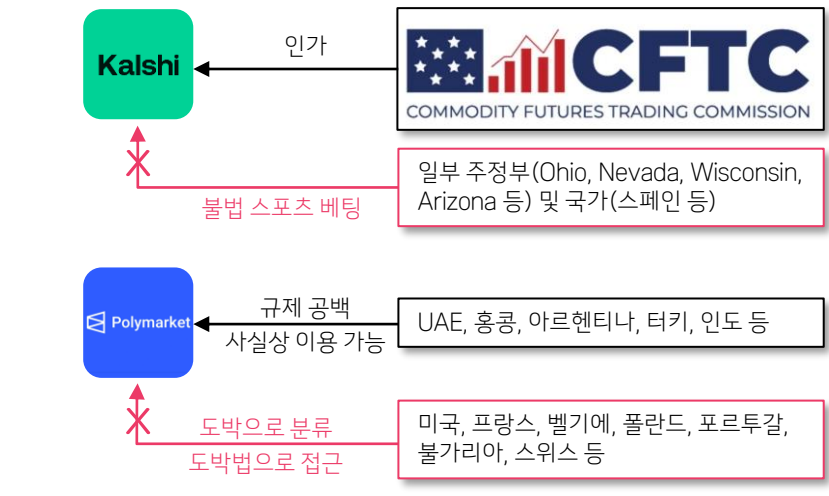 Kalshi
인가
CFTC
COMMODITY FUTURES TRADING COMMISSION
불법 스포츠 베팅
일부 주정부(Ohio, Nevada, Wisconsin,
Arizona 등) 및 국가(스페인 등)
Polymarket
규제 공백
사실상 이용 가능
UAE, 홍콩, 아르헨티나, 터키, 인도 등
도박으로 분류
도박법으로 접근
미국, 프랑스, 벨기에, 폴란드, 포르투갈,
불가리아, 스위스 등